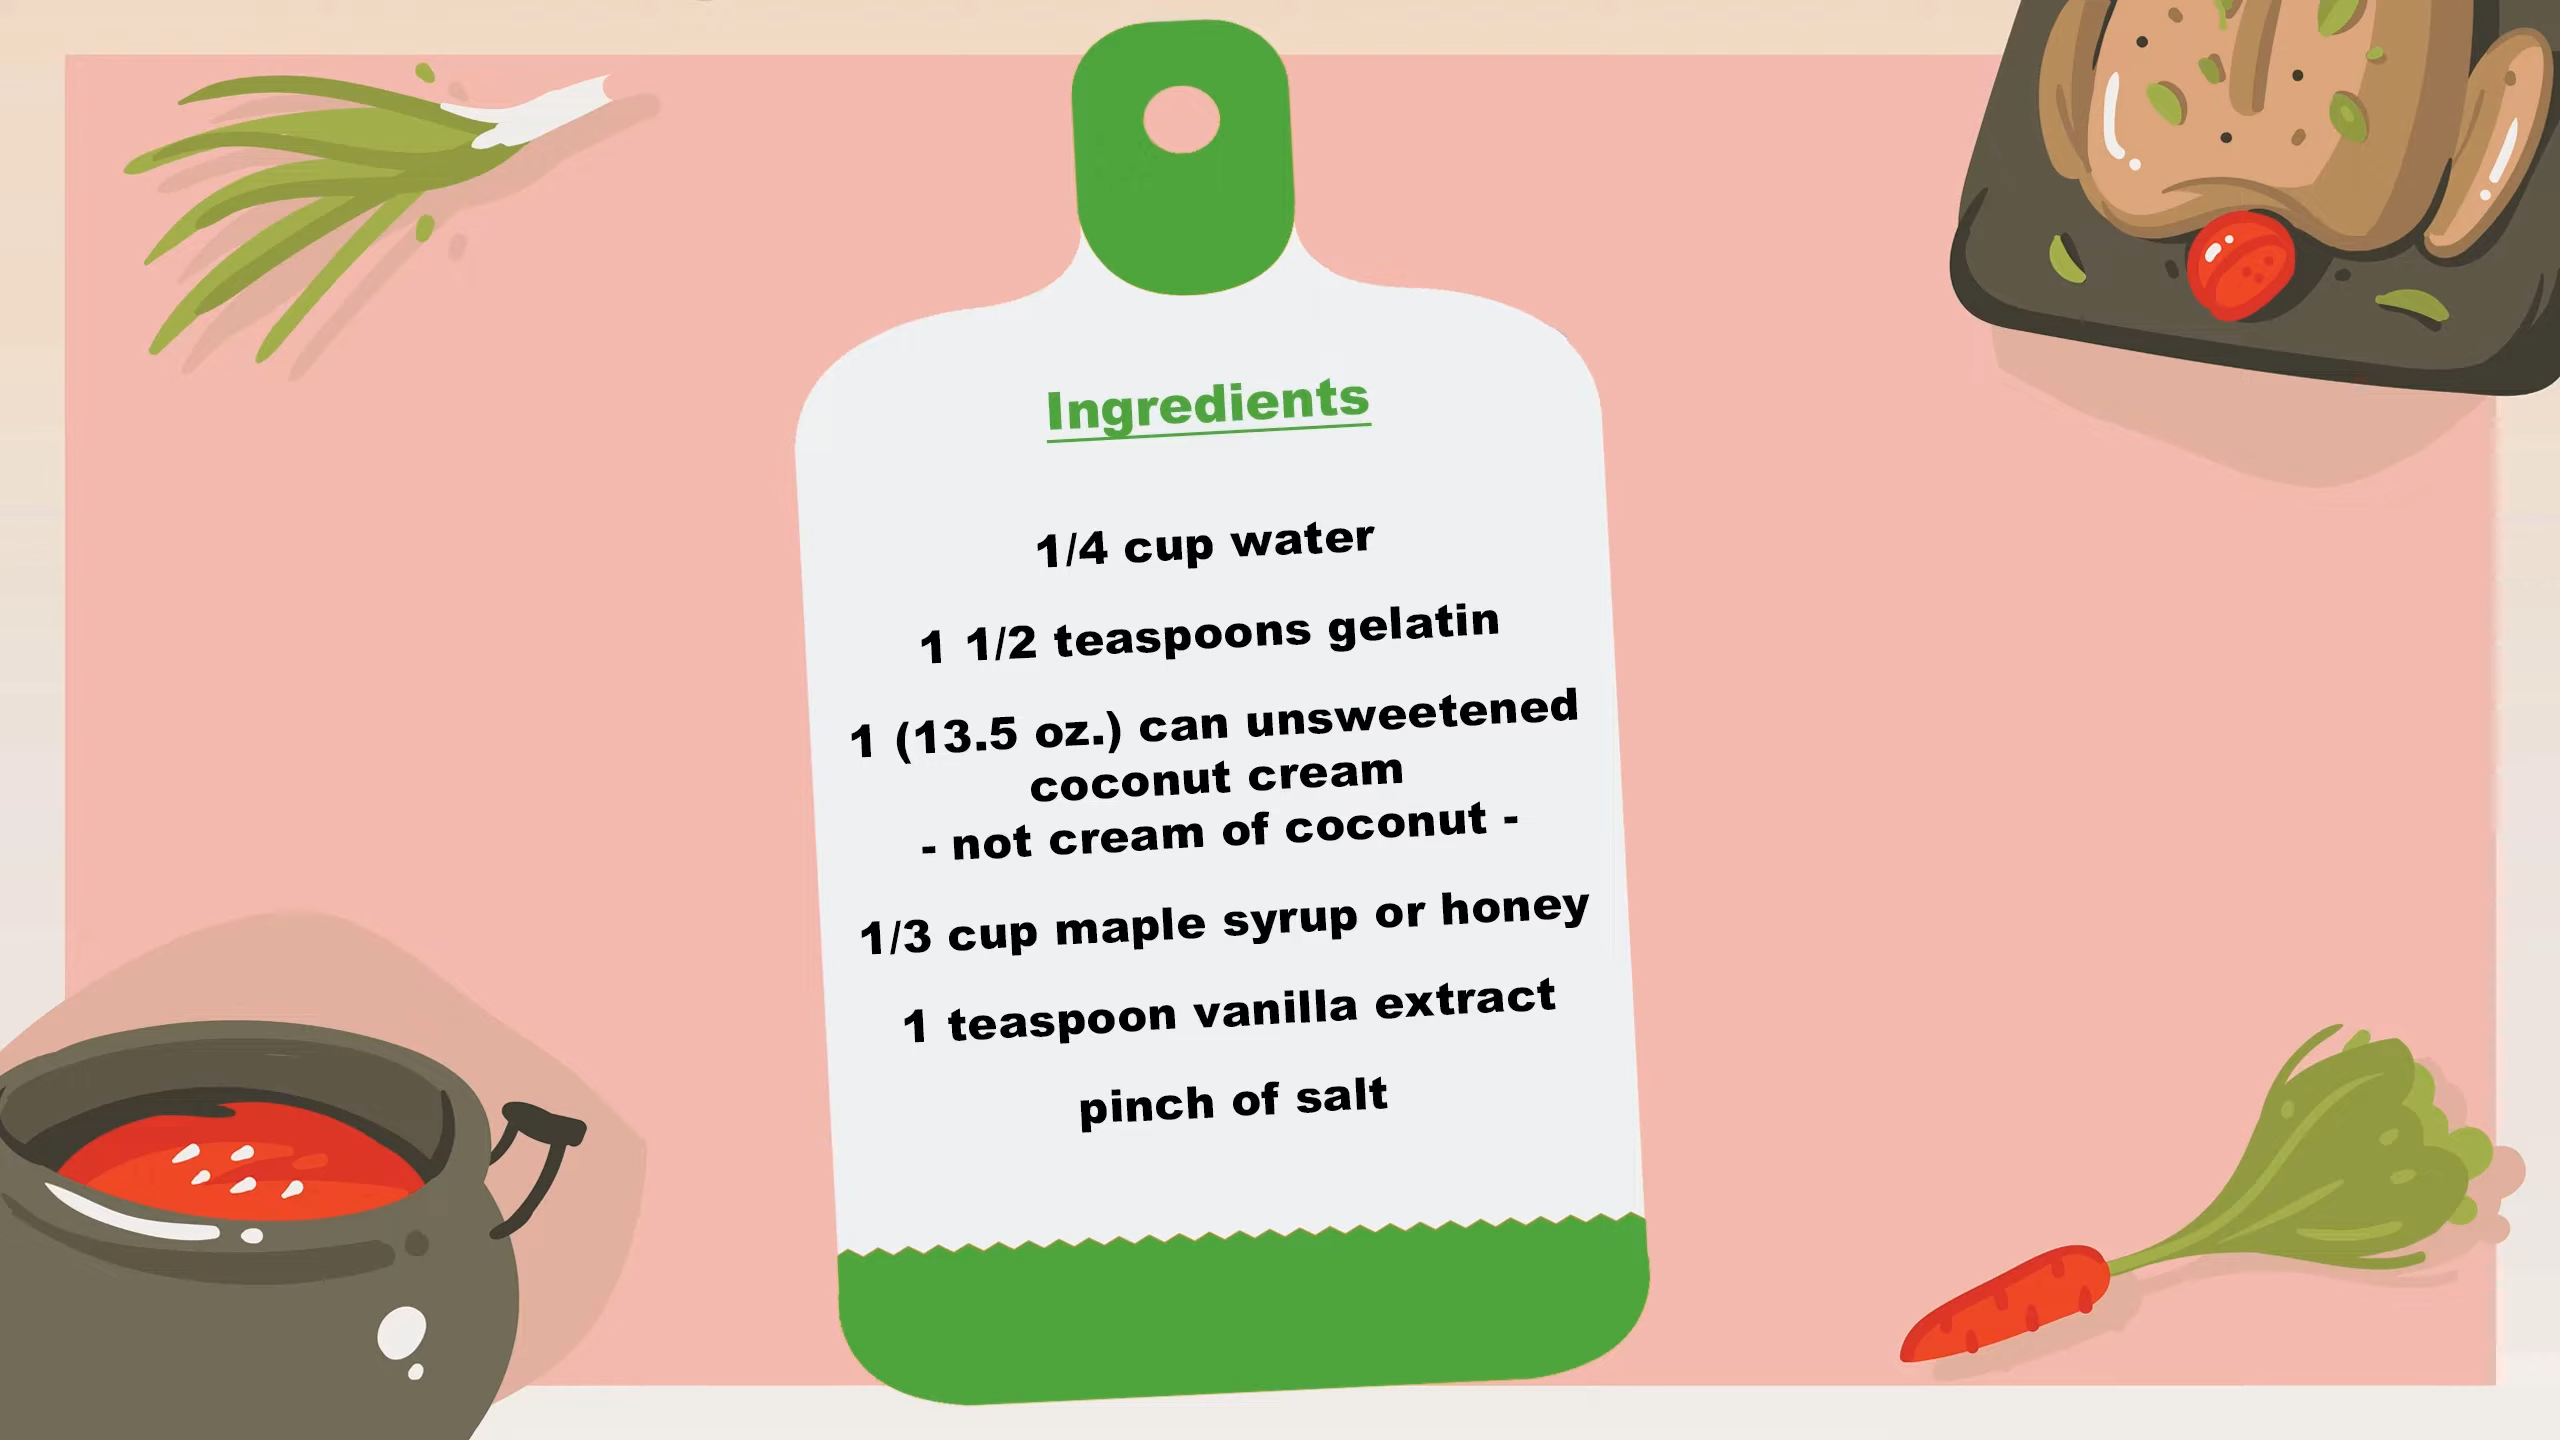 Ingredients
1/4 cup water
1 1/2 teaspoons gelatin
1 (13.5 oz.) can unsweetened
coconut cream
- not cream of coconut -
1/3 cup maple syrup or honey
1 teaspoon vanilla extract
pinch of salt